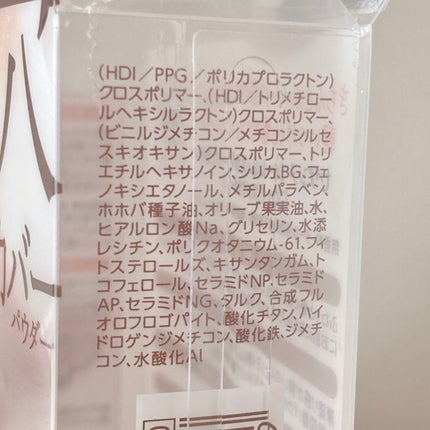 (HDI／PPG／ポリカプロラクトン)
クロスポリマー、(HDI／トリメチロー
ルヘキシルラクトン)クロスポリマー、
(ビニルジメチコン／メチコンシルセ
スキオキサン)クロスポリマー、トリ
エチルヘキサノイン、シリカ、BG、フェ
ノキシエタノール、メチルパラベン、
ホホバ種子油、オリーブ果実油、水、
ヒアルロン酸Na、グリセリン、水添
レシチン、ポリクオタニウム-61、フィ
トステロールズ、キサンタンガム、ト
コフェロール、セラミドNP、セラミド
AP、セラミドNG、タルク、合成フル
オロフロゴパイト、酸化チタン、ハイ
ドロゲンジメチコン、酸化鉄、ジメチ
コン、水酸化Al
カバー
パウダー